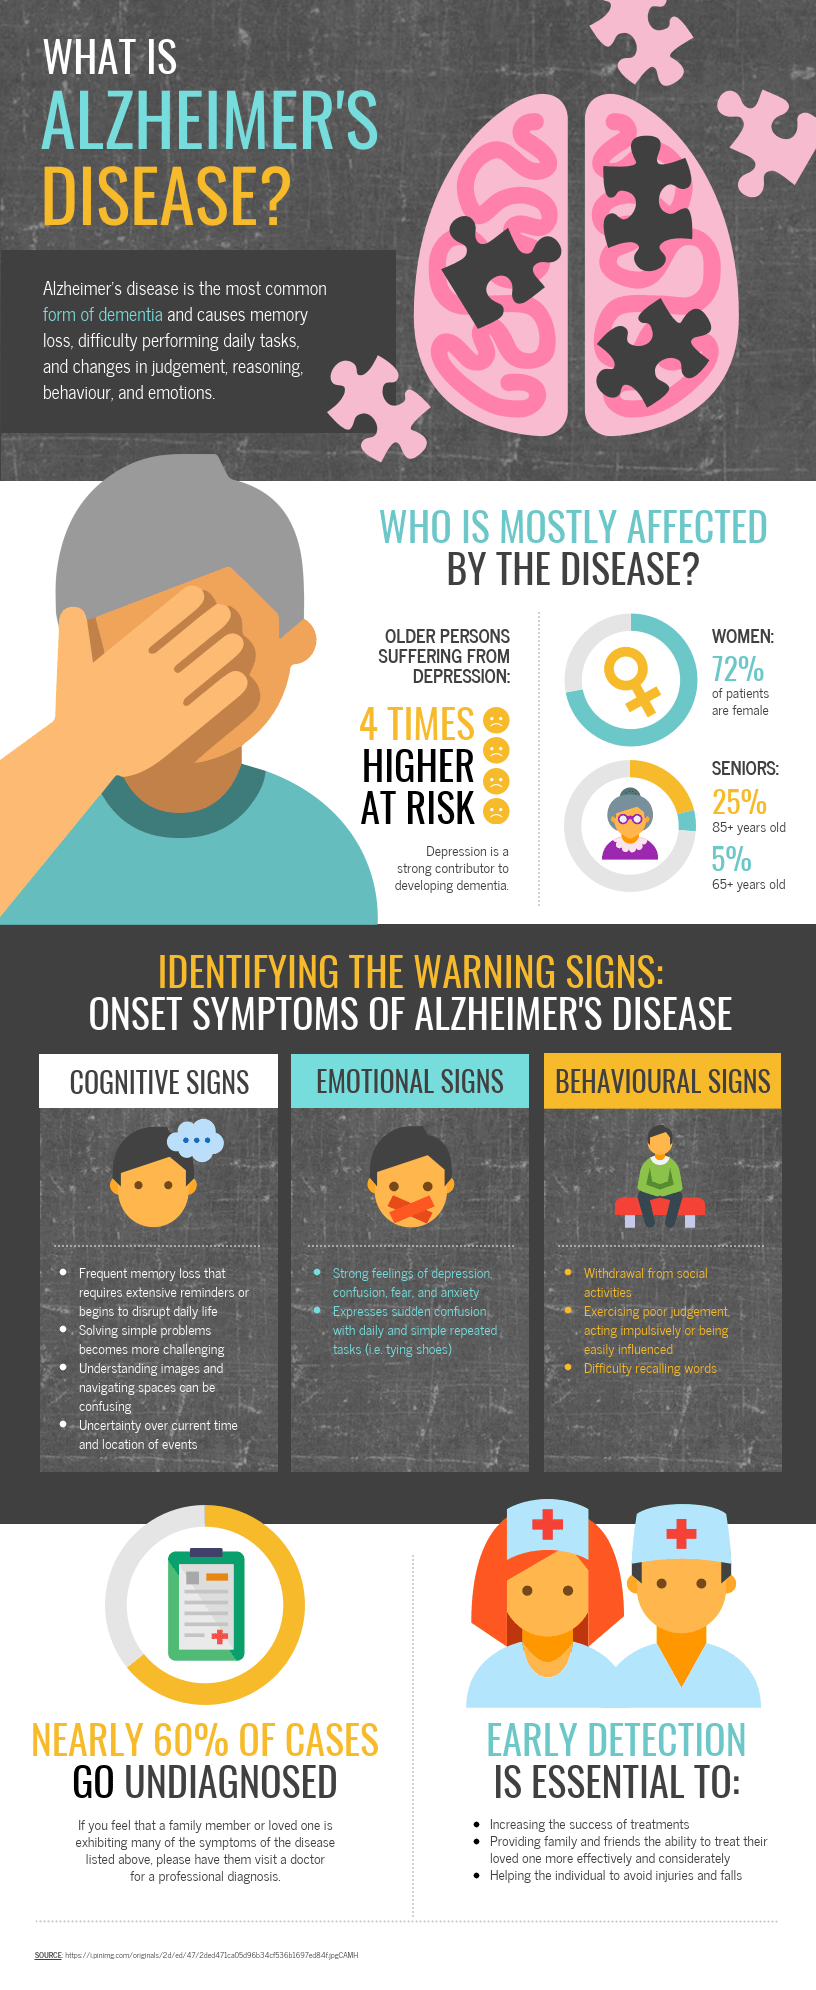 WHAT IS
ALZHEIMER'S
DISEASE?
Alzheimer's disease is the most common
form of dementia and causes memory
loss, difficulty performing daily tasks,
and changes in judgement, reasoning,
behaviour, and emotions.
WHO IS MOSTLY AFFECTED
BY THE DISEASE?
OLDER PERSONS
SUFFERING FROM
DEPRESSION:
4 TIMES
HIGHER
AT RISK
Depression is a
strong contributor to
developing dementia.
WOMEN:
72%
of patients
are female
SENIORS:
25%
85+ years old
5%
65+ years old
IDENTIFYING THE WARNING SIGNS:
ONSET SYMPTOMS OF ALZHEIMER'S DISEASE
COGNITIVE SIGNS
Frequent memory loss that
requires extensive reminders or
begins to disrupt daily life
Solving simple problems
becomes more challenging
Understanding images and
navigating spaces can be
confusing
Uncertainty over current time
and location of events
EMOTIONAL SIGNS
Strong feelings of depression,
confusion, fear, and anxiety
Expresses sudden confusion
with daily and simple repeated
tasks (i.e. tying shoes)
BEHAVIOURAL SIGNS
Withdrawal from social
activities
Exercising poor judgement,
acting impulsively or being
easily influenced
Difficulty recalling words
NEARLY 60% OF CASES
GO UNDIAGNOSED
If you feel that a family member or loved one is
exhibiting many of the symptoms of the disease
listed above, please have them visit a doctor
for a professional diagnosis.
EARLY DETECTION
IS ESSENTIAL TO:
Increasing the success of treatments
Providing family and friends the ability to treat their
loved one more effectively and considerately
Helping the individual to avoid injuries and falls
SOURCE: https://i.pinimg.com/originals/2d/ed/47/2ded471ca05d96b34cf536b1697ed84f.jpgCAMH